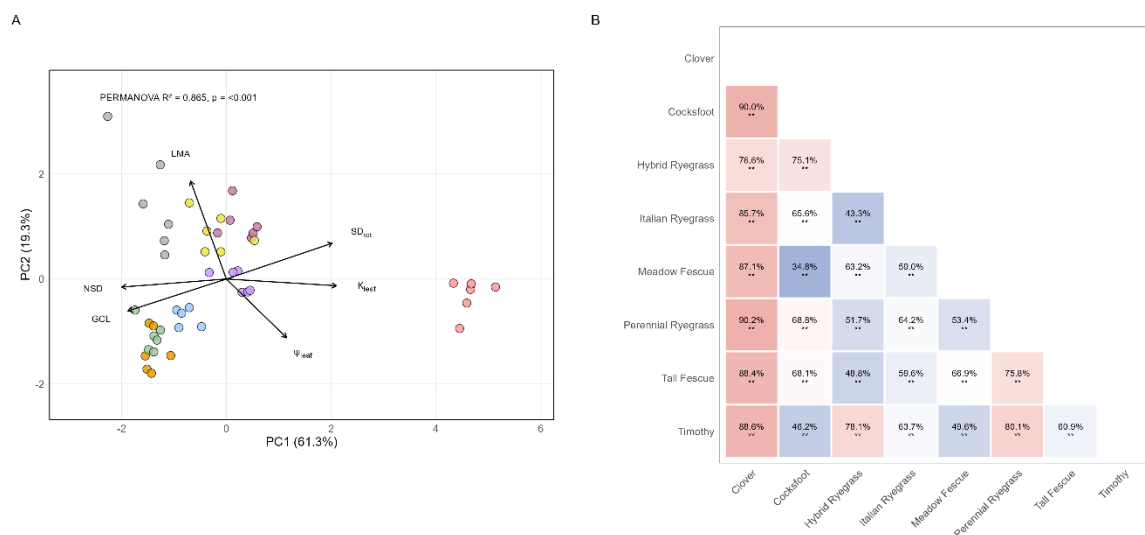 A
B
PERMANOVA R² = 0.865, p = <0.001
LMA
SDtot
NSD
Kleaf
GCL
Ψleaf
2
0
-2
-2 0 2 4 6
PC1 (61.3%)
PC2 (19.3%)
Clover
Cocksfoot 90.0% **
Hybrid Ryegrass 76.6% ** 75.1% **
Italian Ryegrass 85.7% ** 65.6% ** 43.3% **
Meadow Fescue 87.1% ** 34.8% ** 63.2% ** 59.0% **
Perennial Ryegrass 90.2% ** 68.8% ** 51.7% ** 64.2% ** 53.4% **
Tall Fescue 88.4% ** 68.1% ** 48.8% ** 59.6% ** 66.9% ** 75.8% **
Timothy 88.6% ** 46.2% ** 78.1% ** 63.7% ** 49.6% ** 80.1% ** 60.9% **
Clover
Cocksfoot
Hybrid Ryegrass
Italian Ryegrass
Meadow Fescue
Perennial Ryegrass
Tall Fescue
Timothy